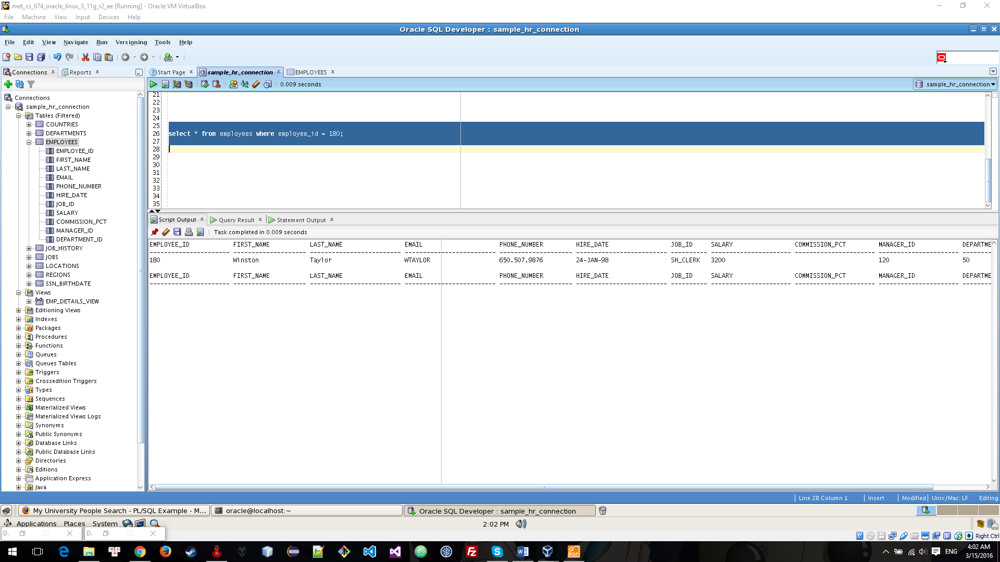 met_cs_674_oracle_linux_5_11g_r2_ee [Running] - Oracle VM VirtualBox
File Machine View Input Devices Help
Oracle SQL Developer : sample_hr_connection
File Edit View Navigate Run Versioning Tools Help
Connections Reports
Start Page sample_hr_connection EMPLOYEES
0.009 seconds sample_hr_connection
Connections
sample_hr_connection
Tables (Filtered)
COUNTRIES
DEPARTMENTS
EMPLOYEES
EMPLOYEE_ID
FIRST_NAME
LAST_NAME
EMAIL
PHONE_NUMBER
HIRE_DATE
JOB_ID
SALARY
COMMISSION_PCT
MANAGER_ID
DEPARTMENT_ID
JOB_HISTORY
JOBS
LOCATIONS
REGIONS
SSN_BIRTHDATE
Views
EMP_DETAILS_VIEW
Editioning Views
Indexes
Packages
Procedures
Functions
Queues
Queues Tables
Triggers
Crossedition Triggers
Types
Sequences
Materialized Views
Materialized Views Logs
Synonyms
Public Synonyms
Database Links
Public Database Links
Directories
Editions
Application Express
Java
21
22
23
24
25
26 select * from employees where employee_id = 180;
27
28
29
30
31
32
33
34
35
Script Output Query Result Statement Output
Task completed in 0.009 seconds
EMPLOYEE_ID FIRST_NAME LAST_NAME EMAIL PHONE_NUMBER HIRE_DATE JOB_ID SALARY COMMISSION_PCT MANAGER_ID DEPARTME
180 Winston Taylor WTAYLOR 650.507.9876 24-JAN-98 SH_CLERK 3200 120 50
EMPLOYEE_ID FIRST_NAME LAST_NAME EMAIL PHONE_NUMBER HIRE_DATE JOB_ID SALARY COMMISSION_PCT MANAGER_ID DEPARTME
Line 28 Column 1 Insert Modified Unix/Mac: LF Editing
My University People Search - PL/SQL Example - M... oracle@localhost:~ Oracle SQL Developer : sample_hr_connection
Applications Places System 2:02 PM
D. D.
Right Ctrl
ENG 4:02 AM
3/15/2016